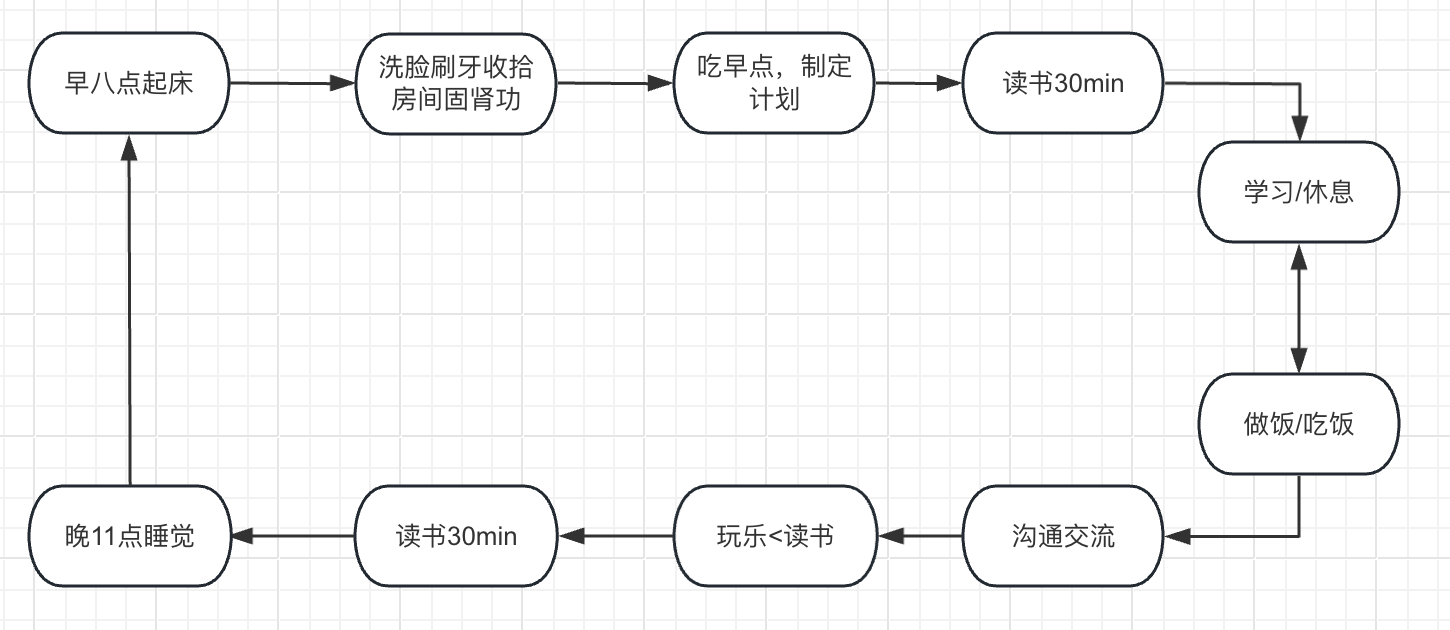 早八点起床
洗脸刷牙收拾
房间固肾功
吃早点，制定
计划
读书30min
学习/休息
做饭/吃饭
沟通交流
玩乐<读书
读书30min
晚11点睡觉